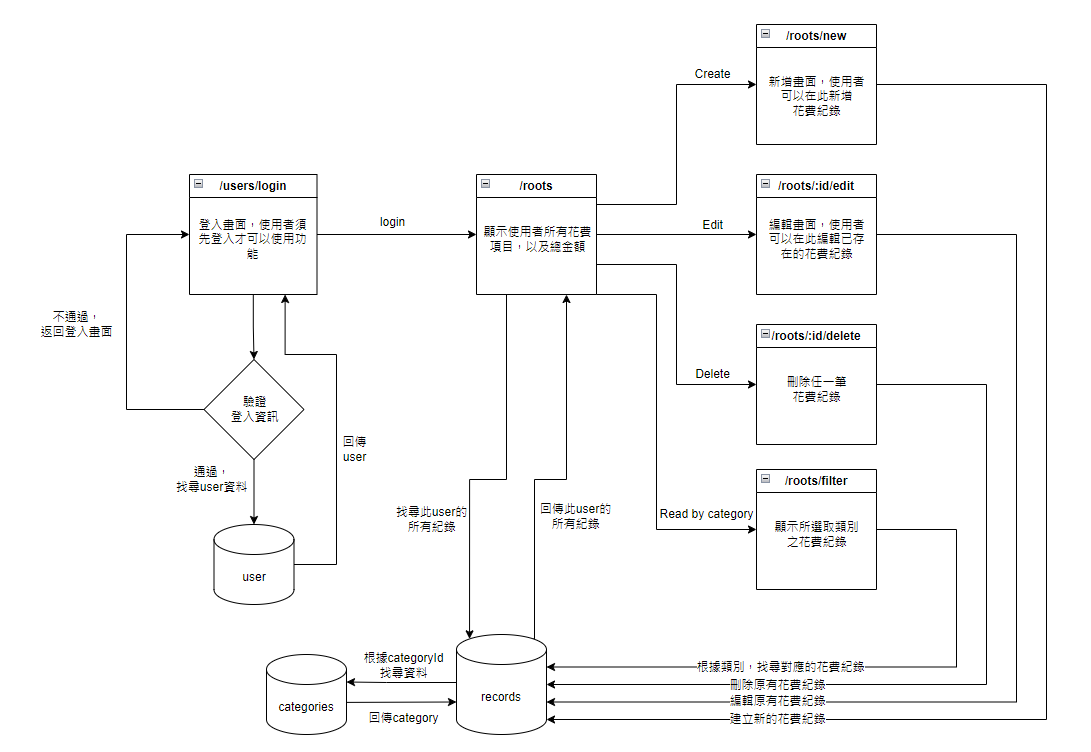 /roots/new
新增畫面，使用者
可以在此新增
花費紀錄
Create
/users/login
登入畫面，使用者須
先登入才可以使用功
能
login
/roots
顯示使用者所有花費
項目，以及總金額
Edit
/roots/:id/edit
編輯畫面，使用者
可以在此編輯已存
在的花費紀錄
不通過，
返回登入畫面
驗證
登入資訊
Delete
/roots/:id/delete
刪除任一筆
花費紀錄
回傳
user
通過，
找尋user資料
user
找尋此user的
所有紀錄
回傳此user的
所有紀錄
Read by category
/roots/filter
顯示所選取類別
之花費紀錄
根據categoryId
找尋資料
categories
回傳category
records
根據類別，找尋對應的花費紀錄
刪除原有花費紀錄
編輯原有花費紀錄
建立新的花費紀錄